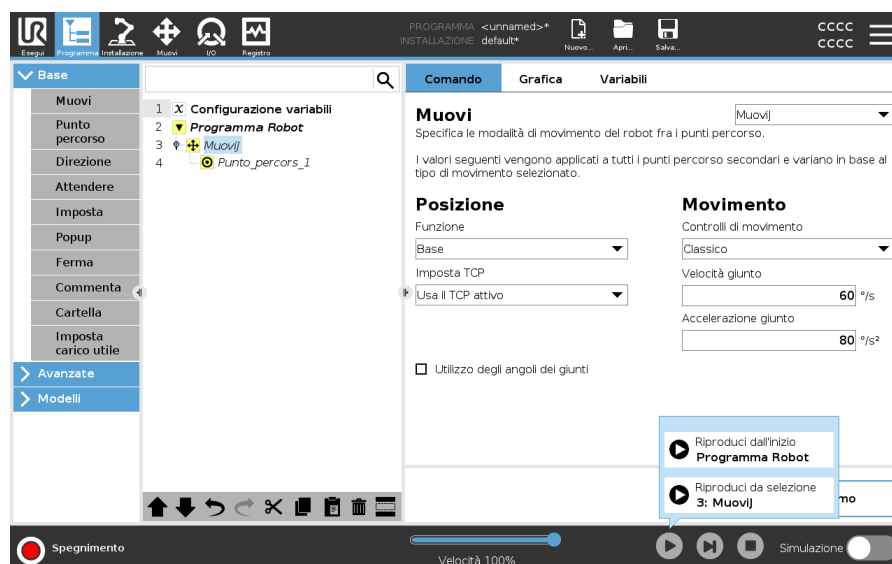 UR
Esegui
Programma
Installazione
Muovi
I/O
Registro
PROGRAMMA <unnamed>*
INSTALLAZIONE default*
Nuovo...
Apri...
Salva...
CCCC
CCCC
Base
Muovi
Punto
percorso
Direzione
Attendere
Imposta
Popup
Ferma
Commenta
Cartella
Imposta
carico utile
Avanzate
Modelli
1 X Configurazione variabili
2 Programma Robot
3 MuoviJ
4 Punto_percors_1
Comando
Grafica
Variabili
Muovi
MuoviJ
Specifica le modalità di movimento del robot fra i punti percorso.
I valori seguenti vengono applicati a tutti i punti percorso secondari e variano in base al
tipo di movimento selezionato.
Posizione
Funzione
Base
Imposta TCP
Usa il TCP attivo
Utilizzo degli angoli dei giunti
Movimento
Controlli di movimento
Classico
Velocità giunto
60 °/s
Accelerazione giunto
80 °/s²
Riproduci dall'inizio
Programma Robot
Riproduci da selezione
3: MuoviJ
mo
Spegnimento
Velocità 100%
Simulazione